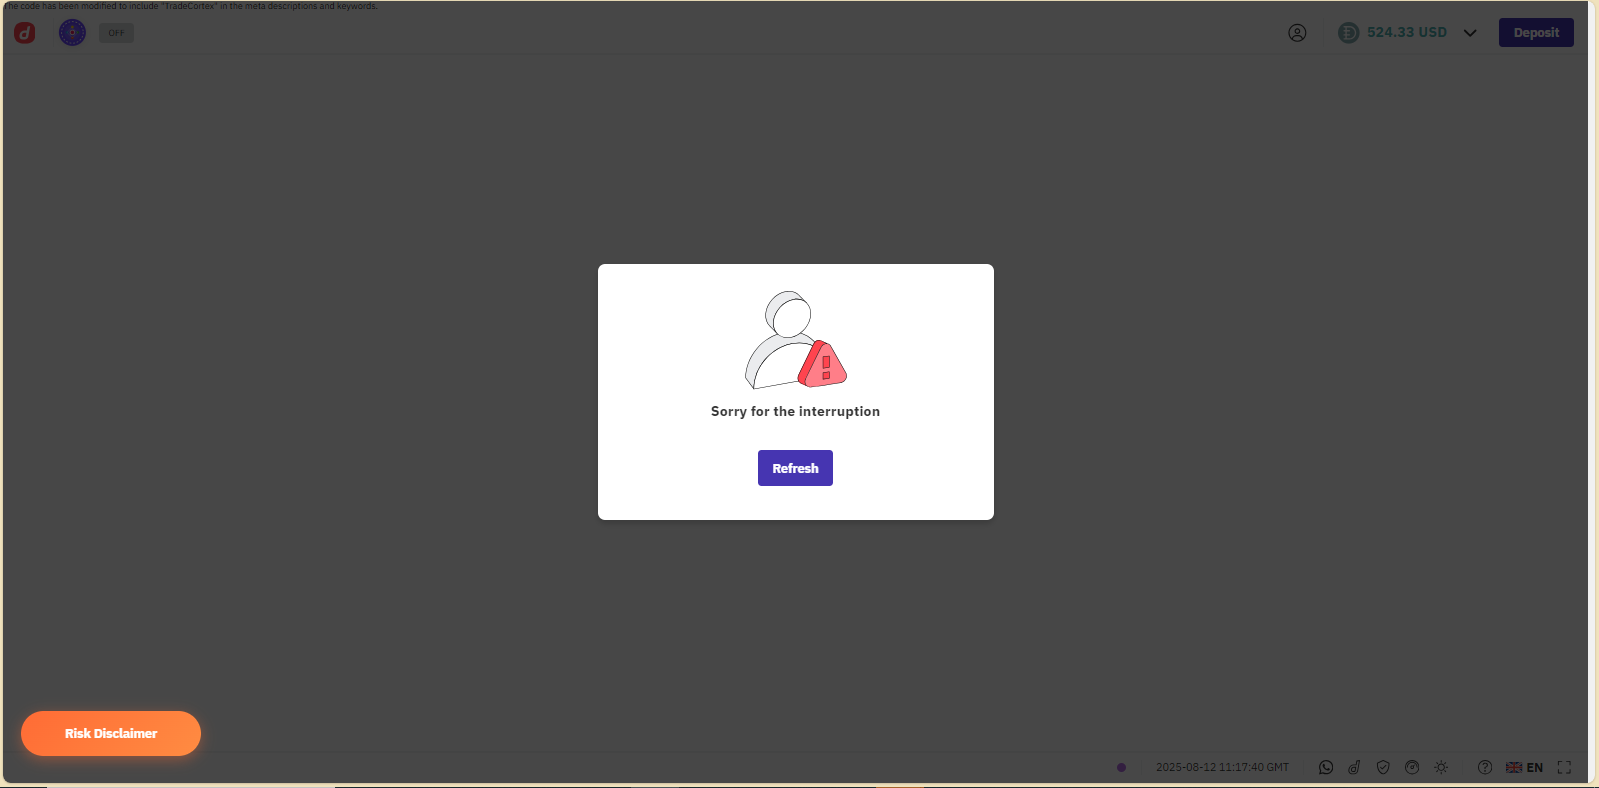 The code has been modified to include "TradeCortex" in the meta descriptions and keywords.
OFF
524.33 USD
Deposit
Sorry for the interruption
Refresh
Risk Disclaimer
2025-08-12 11:17:40 GMT
EN